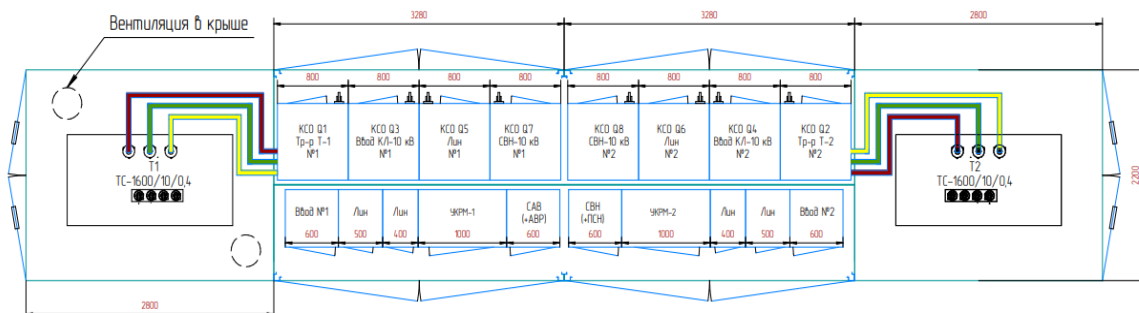 3280
3280
2800
Вентиляция в крыше
800
800
800
800
800
800
800
800
КСО Q1
Тр-р Т-1
№1
КСО Q3
Ввод КЛ-10 кВ
№1
КСО Q5
Лин
№1
КСО Q7
СВН-10 кВ
№1
КСО Q8
СВН-10 кВ
№2
КСО Q6
Лин
№2
КСО Q4
Ввод КЛ-10 кВ
№2
КСО Q2
Тр-р Т-2
№2
Т1
ТС-1600/10/0,4
Т2
ТС-1600/10/0,4
2200
Ввод №1
Лин
Лин
УКРМ-1
САВ
(+АВР)
СВН
(+ПСН)
УКРМ-2
Лин
Лин
Ввод №2
600
500
400
1000
600
600
1000
400
500
600
2800